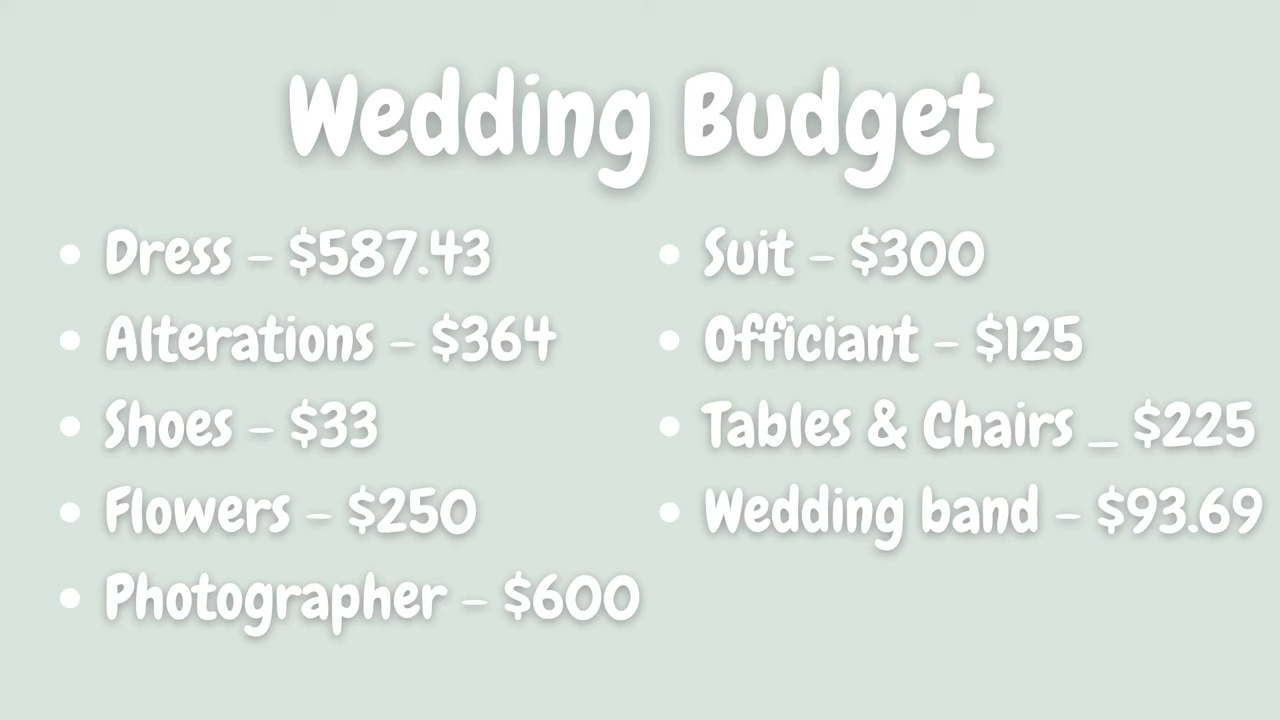 Wedding Budget
• Dress – $587.43
• Alterations – $364
• Shoes – $33
• Flowers – $250
• Photographer – $600
• Suit – $300
• Officiant – $125
• Tables & Chairs _ $225
• Wedding band – $93.69